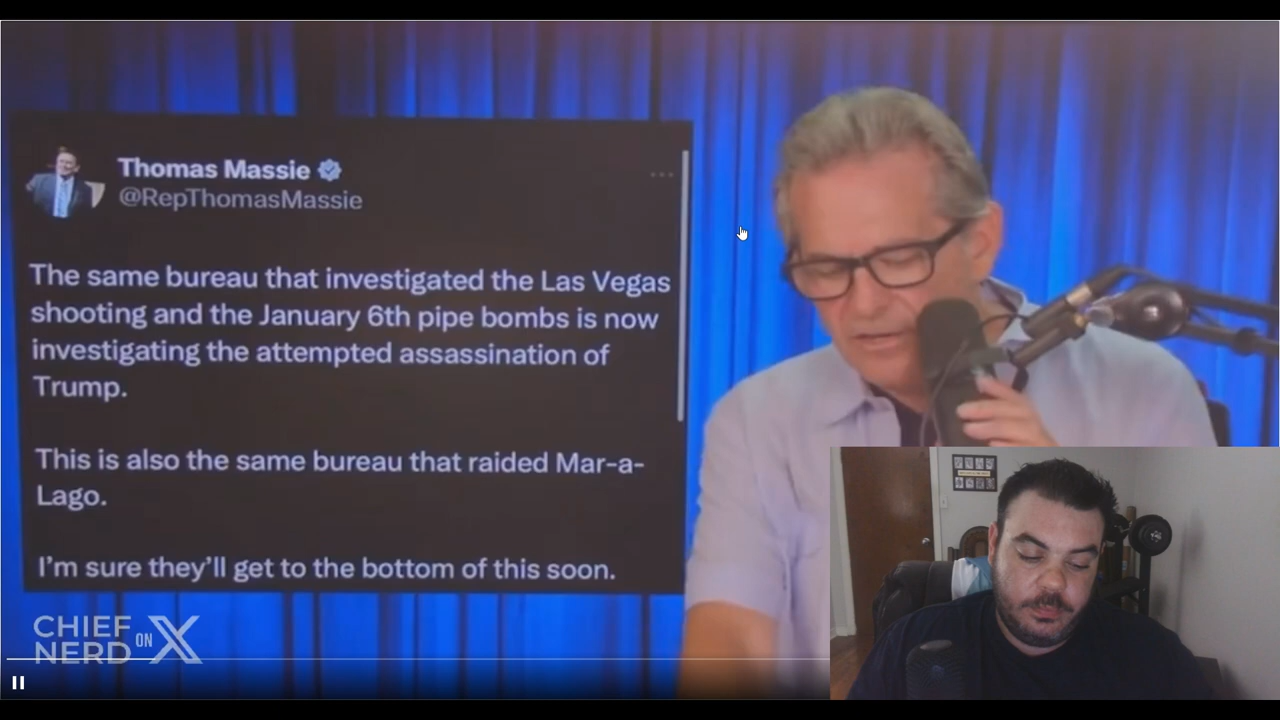 Thomas Massie
@RepThomasMassie
The same bureau that investigated the Las Vegas
shooting and the January 6th pipe bombs is now
investigating the attempted assassination of
Trump.
This is also the same bureau that raided Mar-a-
Lago.
I'm sure they'll get to the bottom of this soon.
CHIEF
NERD ON X